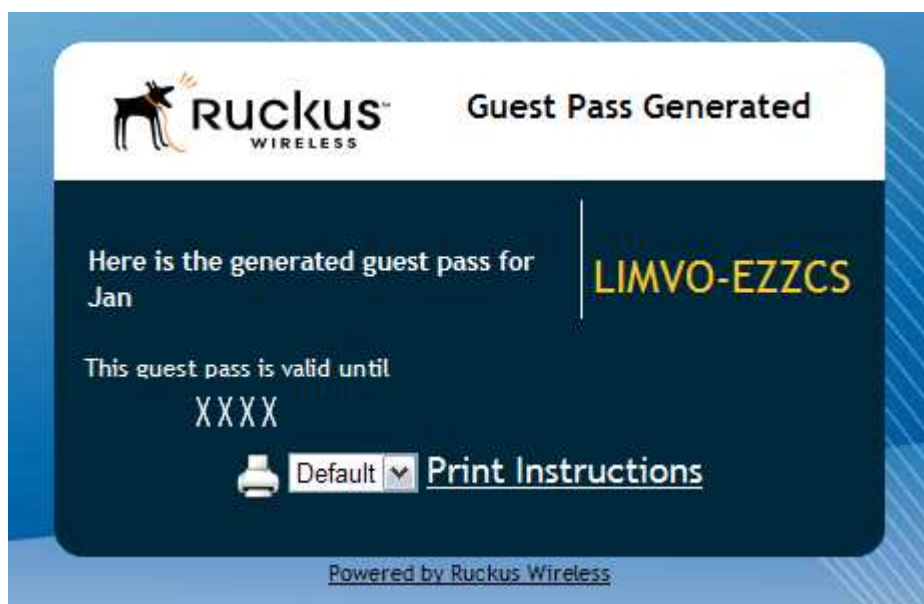 Ruckus™
WIRELESS
Guest Pass Generated
Here is the generated guest pass for
Jan
LIMVO-EZZCS
This guest pass is valid until
XXXX
Default
Print Instructions
Powered by Ruckus Wireless